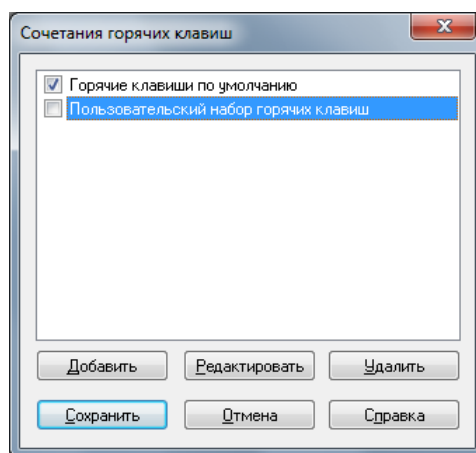 Сочетания горячих клавиш
Горячие клавиши по умолчанию
Пользовательский набор горячих клавиш
Добавить Редактировать Удалить
Сохранить Отмена Справка